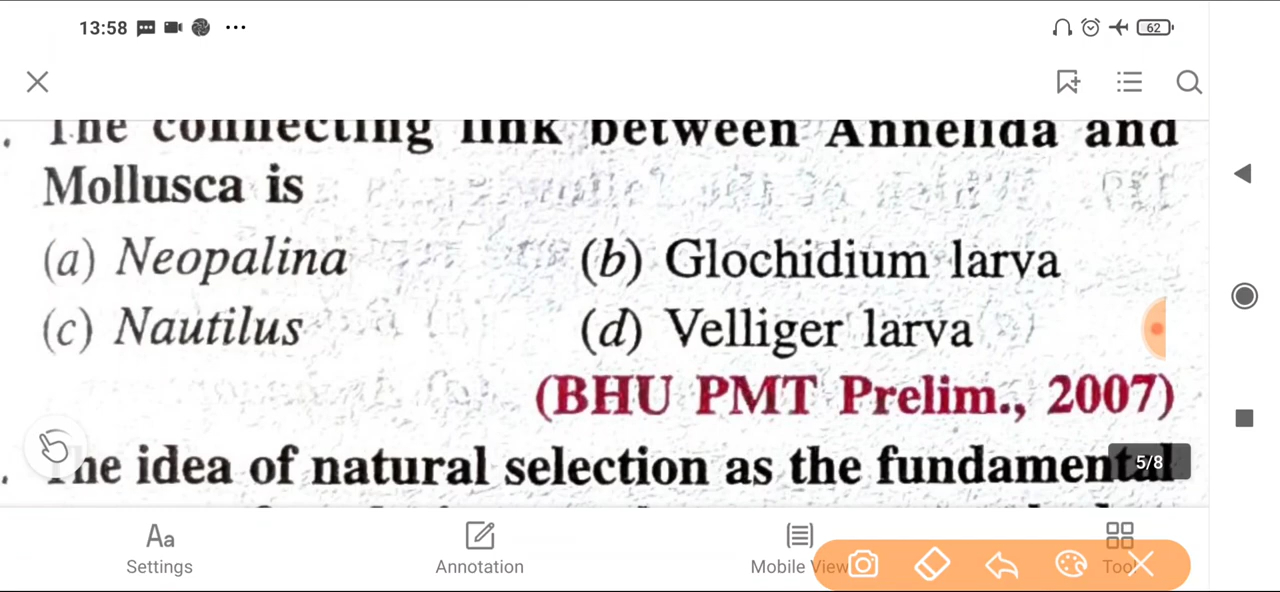 13:58
62
. The connecting link between Annelida and
Mollusca is
(a) Neopalina
(b) Glochidium larva
(c) Nautilus
(d) Velliger larva
(BHU PMT Prelim., 2007)
. The idea of natural selection as the fundamental
5/8
Aa
Settings
Annotation
Mobile View
Tool